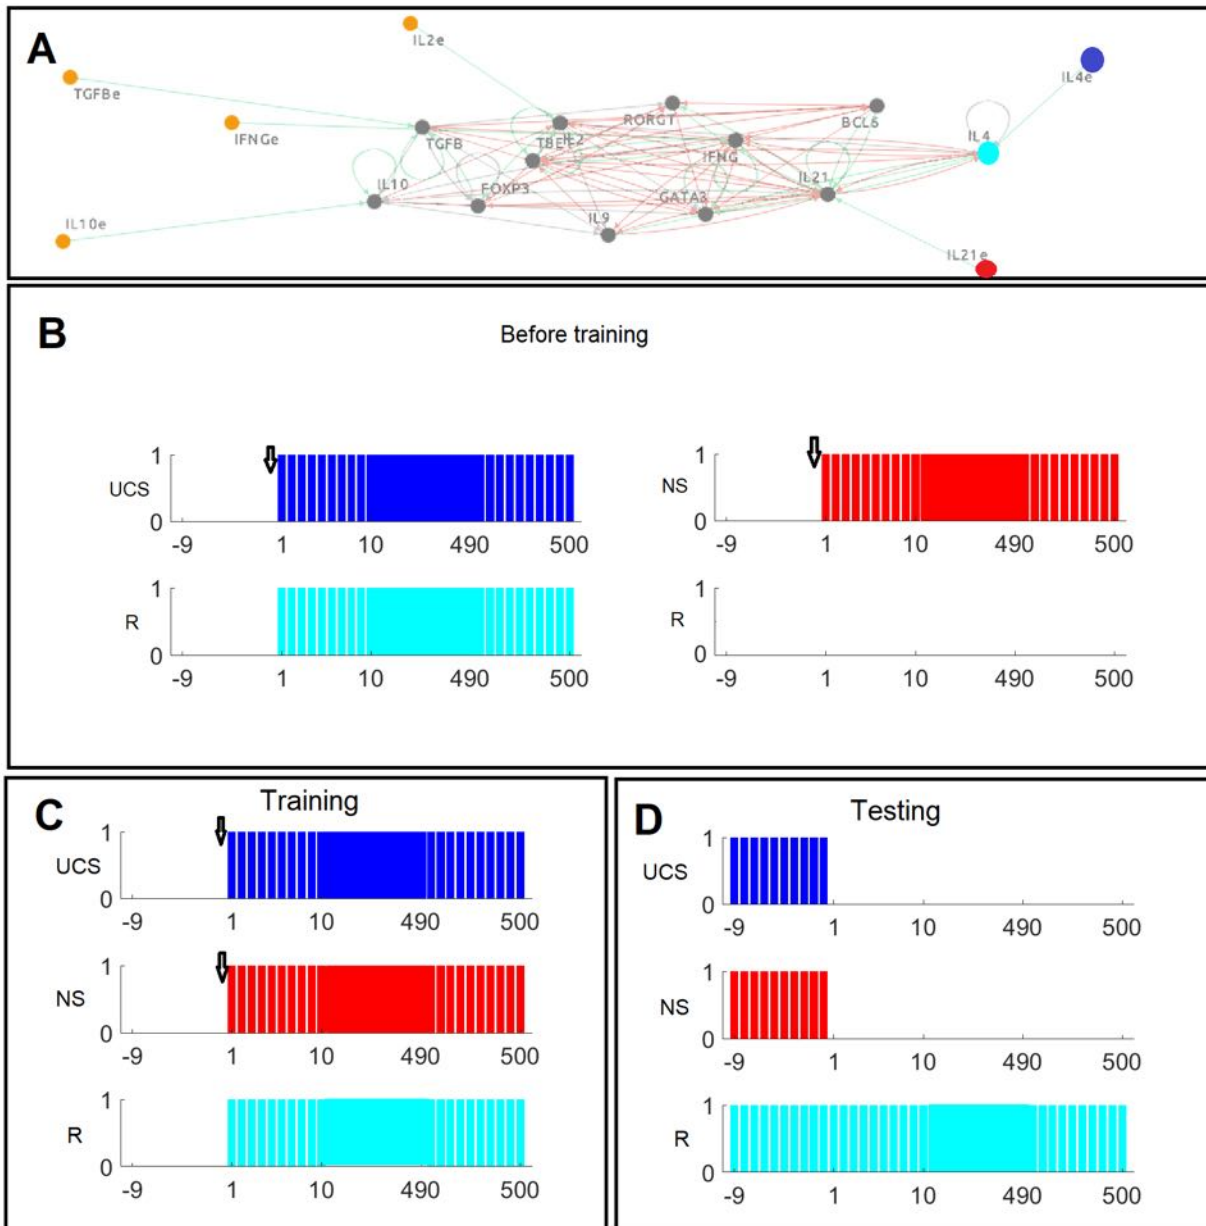 A
IL2e
TGFBe
IL4e
IFNGe
RORGT
BCL6
TGFB
IL2
IFNG
IL4
IL10
FOXP3
IL21
GATA3
IL10e
IL9
IL21e
B
Before training
1
UCS
0
-9 1 10 490 500
1
NS
0
-9 1 10 490 500
1
R
0
-9 1 10 490 500
1
R
0
-9 1 10 490 500
C
Training
1
UCS
0
-9 1 10 490 500
1
NS
0
-9 1 10 490 500
1
R
0
-9 1 10 490 500
D
Testing
1
UCS
0
-9 1 10 490 500
1
NS
0
-9 1 10 490 500
1
R
0
-9 1 10 490 500